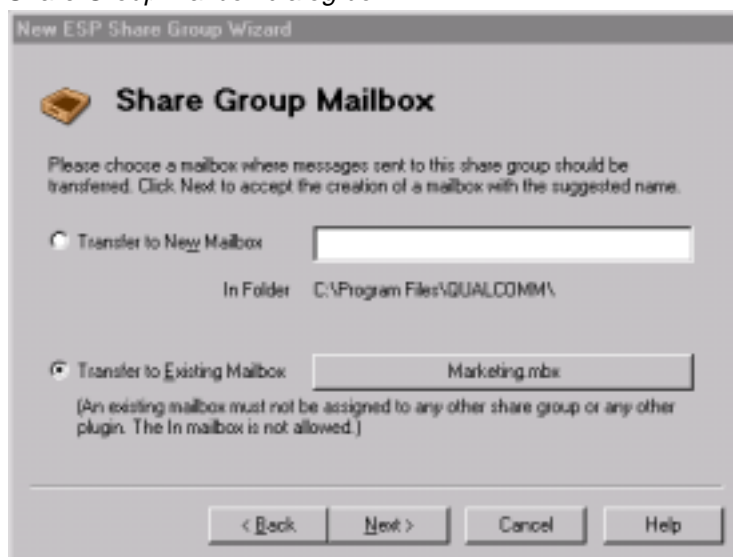 New ESP Share Group Wizard
Share Group Mailbox
Please choose a mailbox where messages sent to this share group should be
transferred. Click Next to accept the creation of a mailbox with the suggested name.
Transfer to New Mailbox
In Folder C:\Program Files\QUALCOMM\
Transfer to Existing Mailbox Marketing.mbx
(An existing mailbox must not be assigned to any other share group or any other
plugin. The In mailbox is not allowed.)
< Back Next > Cancel Help